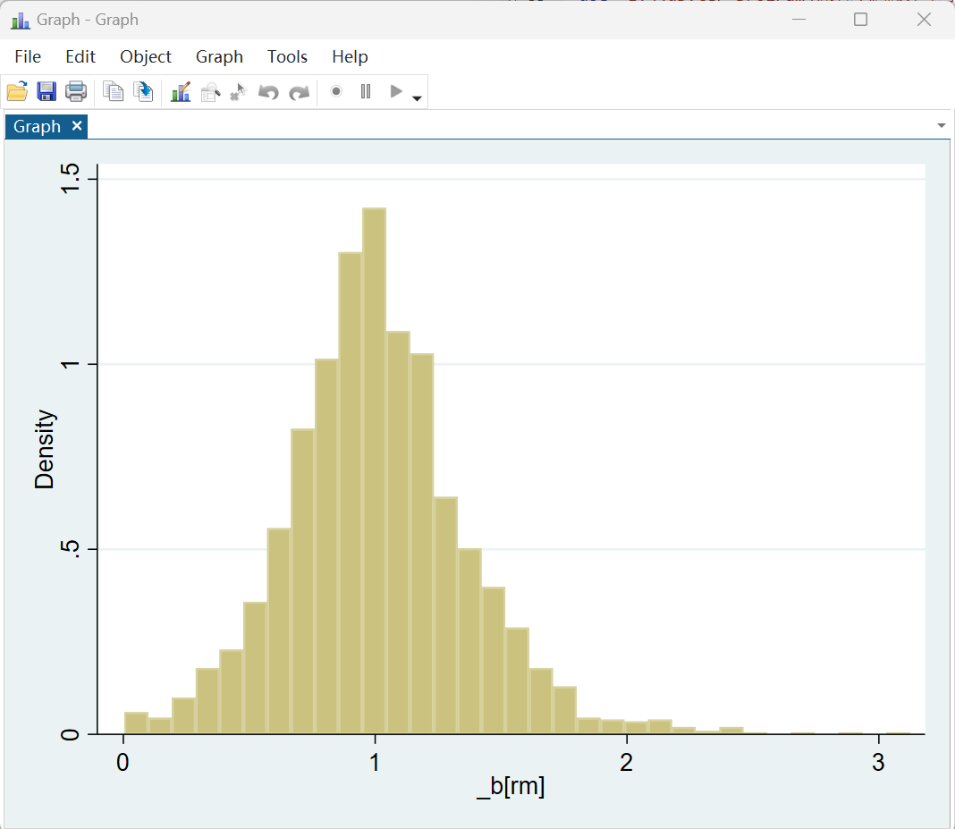 Graph - Graph
File Edit Object Graph Tools Help
Graph
1.5
1
.5
0
Density
0 1 2 3
_b[rm]